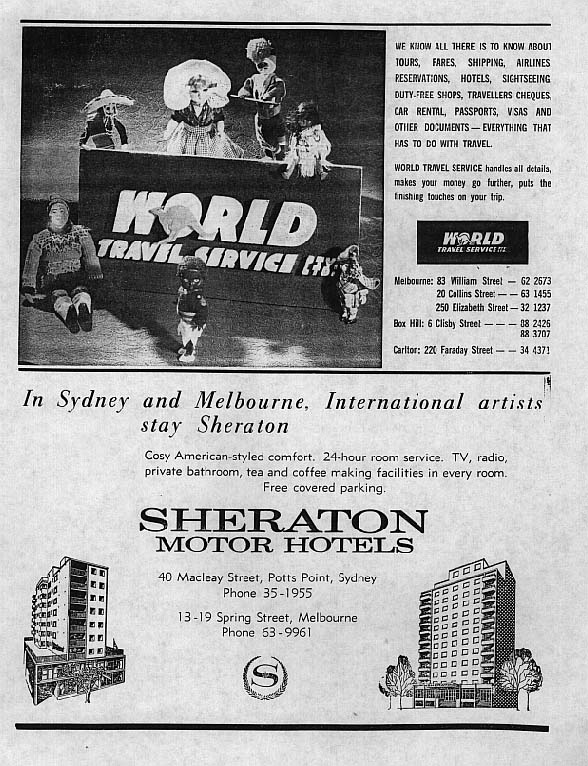 WORLD
TRAVEL SERVICE LTD.
WE KNOW ALL THERE IS TO KNOW ABOUT
TOURS, FARES, SHIPPING, AIRLINES
RESERVATIONS, HOTELS, SIGHTSEEING
DUTY-FREE SHOPS, TRAVELLERS CHEQUES,
CAR RENTAL, PASSPORTS, VISAS AND
OTHER DOCUMENTS — EVERYTHING THAT
HAS TO DO WITH TRAVEL.
WORLD TRAVEL SERVICE handles all details,
makes your money go further, puts the
finishing touches on your trip.
WORLD
TRAVEL SERVICE LTD.
Melbourne: 83 William Street — 62 2673
20 Collins Street — 63 1455
250 Elizabeth Street — 32 1237
Box Hill: 6 Clisby Street — — — 88 2426
88 3707
Carlton: 220 Faraday Street — — 34 4371
In Sydney and Melbourne, International artists
stay Sheraton
Cosy American-styled comfort. 24-hour room service. TV, radio,
private bathroom, tea and coffee making facilities in every room.
Free covered parking.
SHERATON
MOTOR HOTELS
40 Macleay Street, Potts Point, Sydney
Phone 35-1955
13-19 Spring Street, Melbourne
Phone 63-9961
S